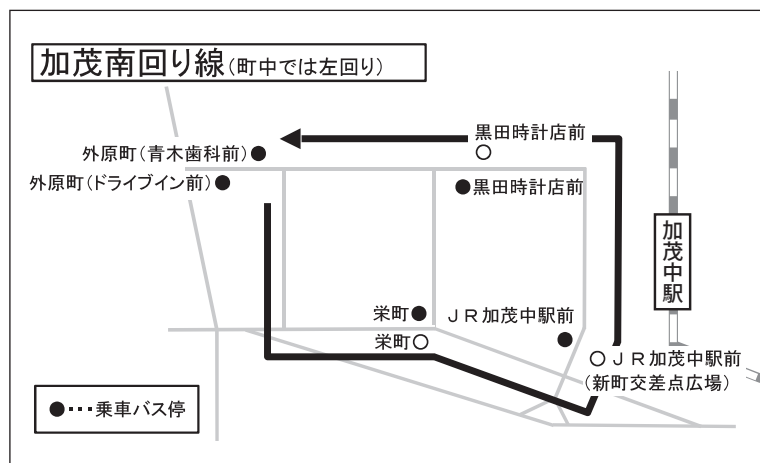 加茂南回り線(町中では左回り)
黒田時計店前
外原町(青木歯科前)
外原町(ドライブイン前)
黒田時計店前
加茂中駅
栄町
JR加茂中駅前
栄町
JR加茂中駅前
(新町交差点広場)
●･･･乗車バス停